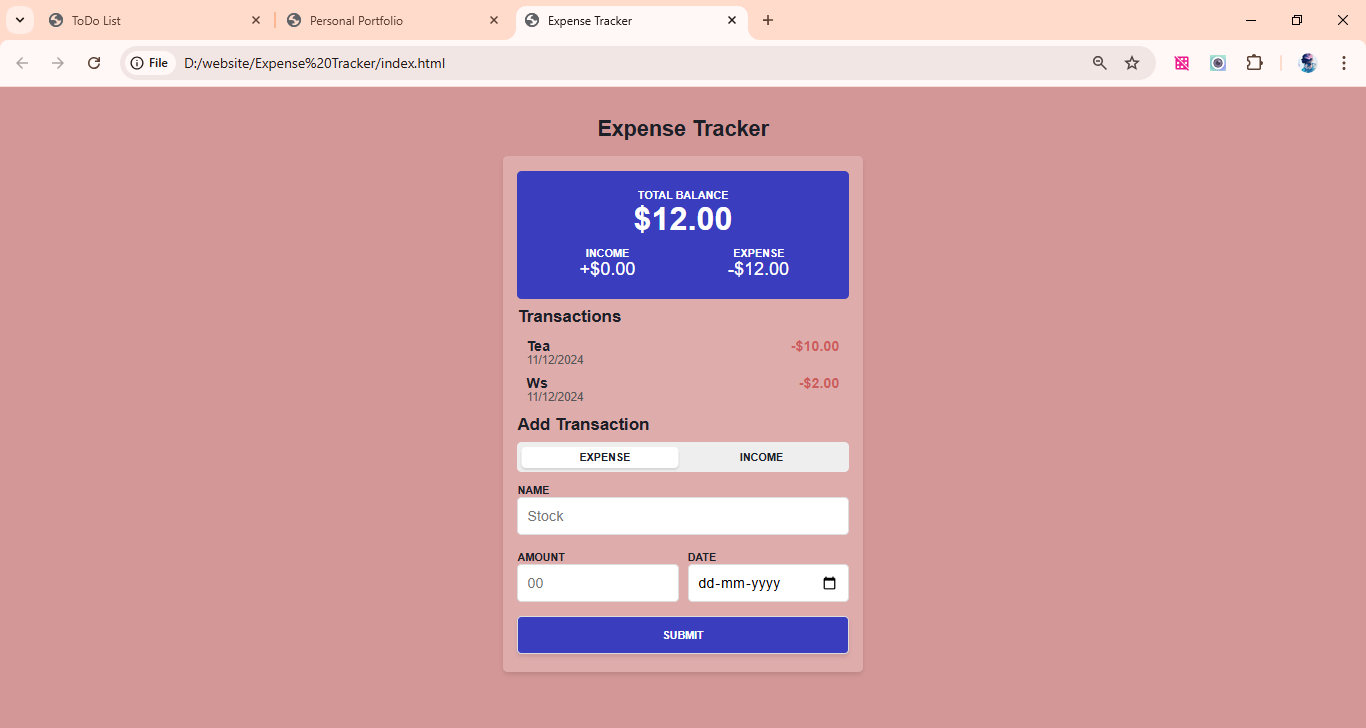 ToDo List
Personal Portfolio
Expense Tracker
File D:/website/Expense%20Tracker/index.html
Expense Tracker
TOTAL BALANCE
$12.00
INCOME EXPENSE
+$0.00 -$12.00
Transactions
Tea -$10.00
11/12/2024
Ws -$2.00
11/12/2024
Add Transaction
EXPENSE INCOME
NAME
Stock
AMOUNT DATE
00 dd-mm-yyyy
SUBMIT